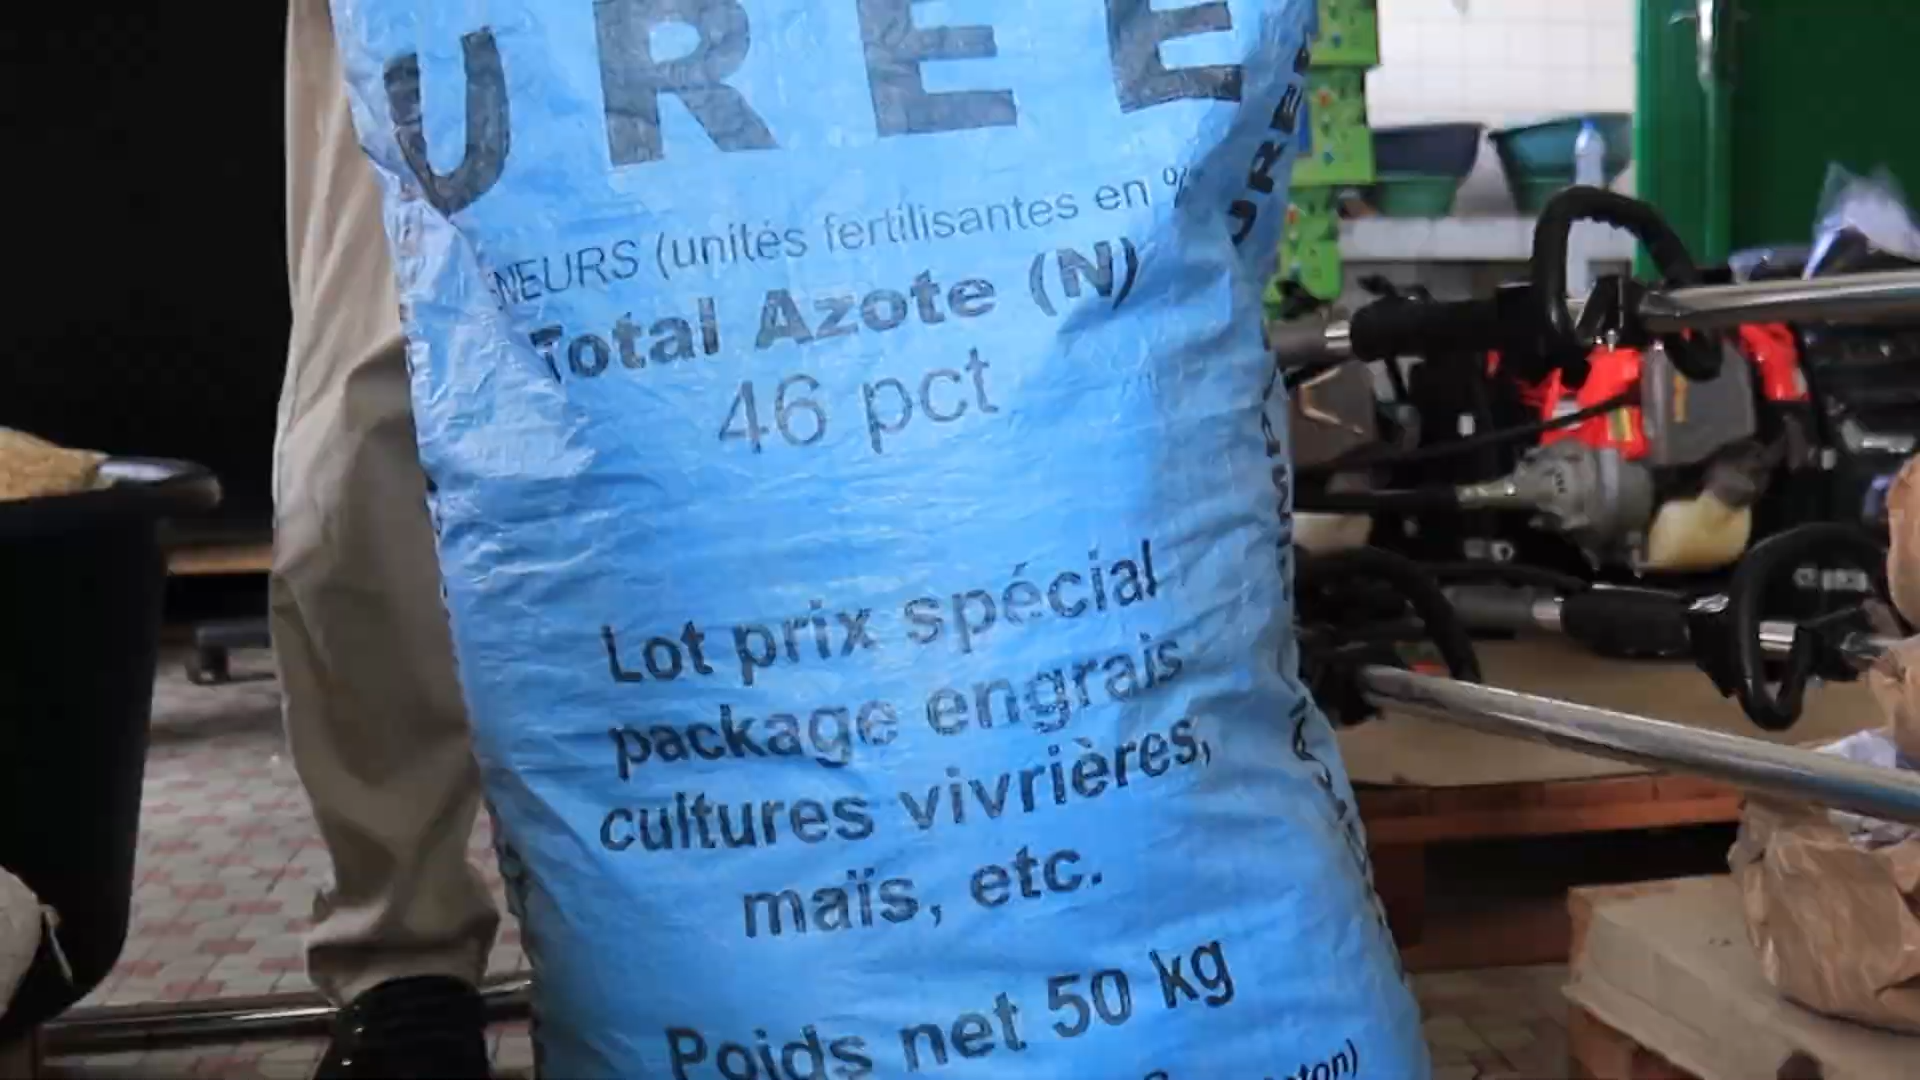 UREE
NEURS (unités fertilisantes en %
Total Azote (N)
46 pct
Lot prix spécial
package engrais
cultures vivrières,
maïs, etc.
Poids net 50 kg
UREE